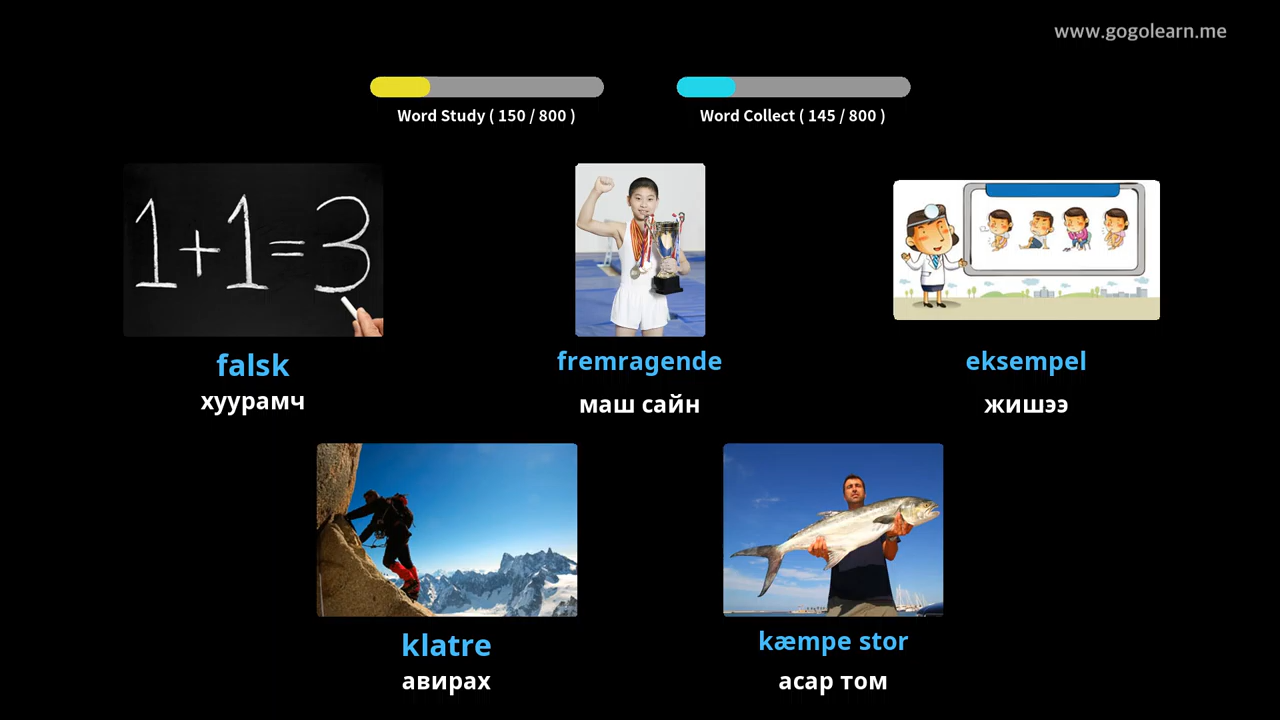 www.gogolearn.me
Word Study ( 150 / 800 )
Word Collect ( 145 / 800 )
1+1=3
falsk
хуурамч
fremragende
маш сайн
eksempel
жишээ
klatre
авирах
kæmpe stor
асар том